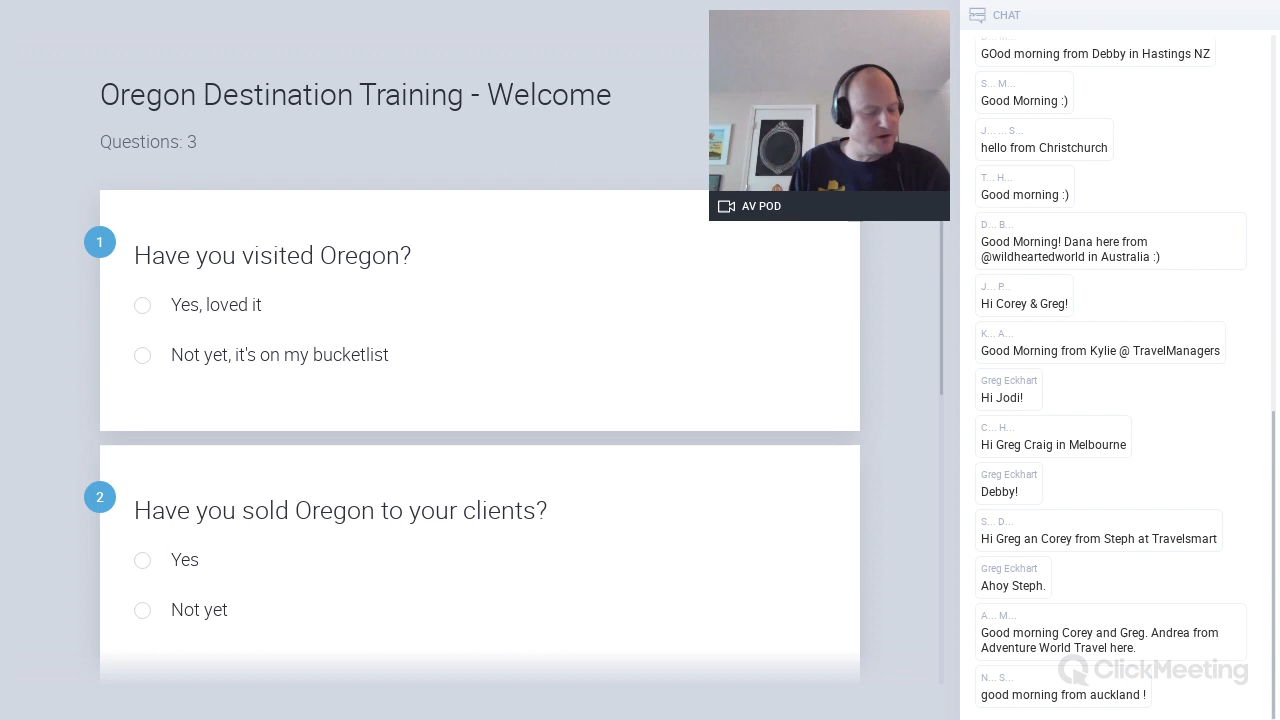 Oregon Destination Training - Welcome
Questions: 3
1
Have you visited Oregon?
Yes, loved it
Not yet, it's on my bucketlist
2
Have you sold Oregon to your clients?
Yes
Not yet
AV POD
CHAT
GOod morning from Debby in Hastings NZ
S... M...
Good Morning :)
J... ... S...
hello from Christchurch
T... H...
Good morning :)
D... B...
Good Morning! Dana here from
@wildheartedworld in Australia :)
J... P...
Hi Corey & Greg!
K... A...
Good Morning from Kylie @ TravelManagers
Greg Eckhart
Hi Jodi!
C... H...
Hi Greg Craig in Melbourne
Greg Eckhart
Debby!
S... D...
Hi Greg an Corey from Steph at Travelsmart
Greg Eckhart
Ahoy Steph.
A... M...
Good morning Corey and Greg. Andrea from
Adventure World Travel here.
N... S...
good morning from auckland !
ClickMeeting